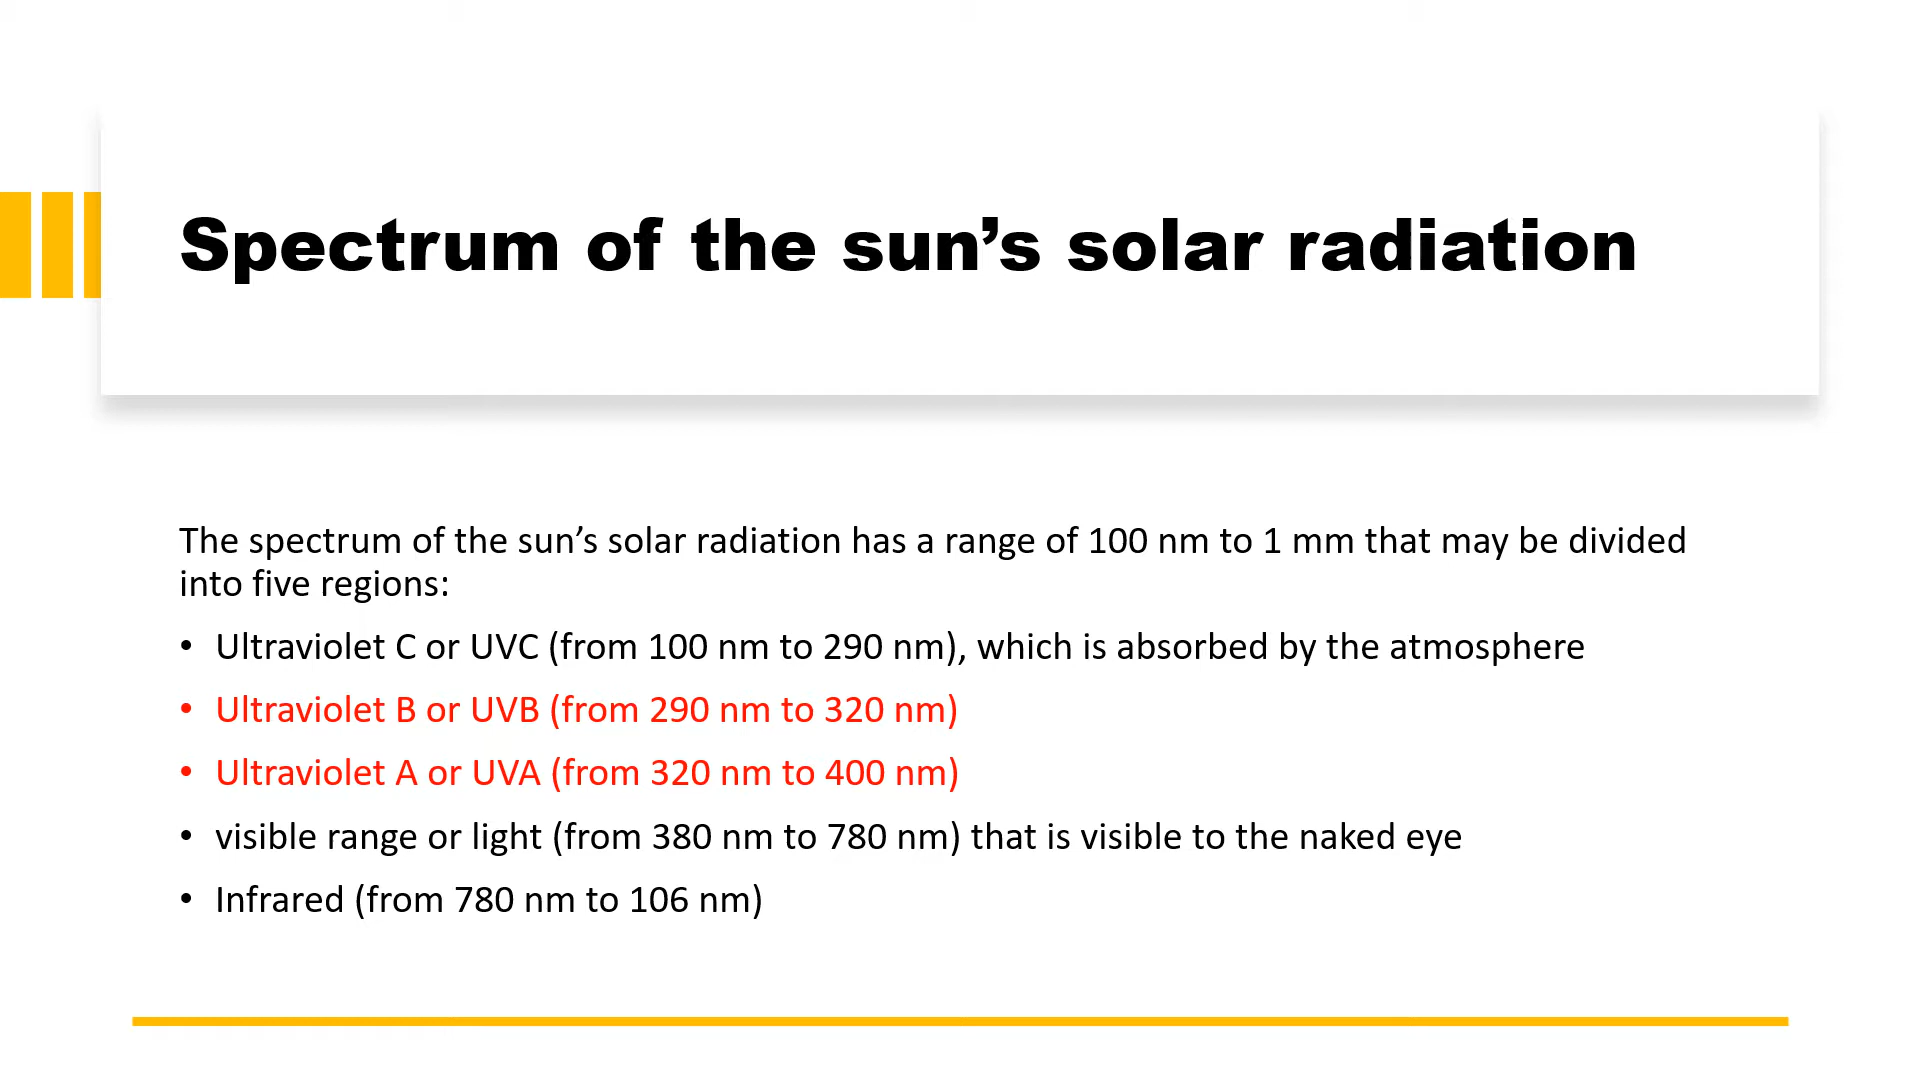 Spectrum of the sun’s solar radiation
The spectrum of the sun’s solar radiation has a range of 100 nm to 1 mm that may be divided
into five regions:
• Ultraviolet C or UVC (from 100 nm to 290 nm), which is absorbed by the atmosphere
• Ultraviolet B or UVB (from 290 nm to 320 nm)
• Ultraviolet A or UVA (from 320 nm to 400 nm)
• visible range or light (from 380 nm to 780 nm) that is visible to the naked eye
• Infrared (from 780 nm to 106 nm)